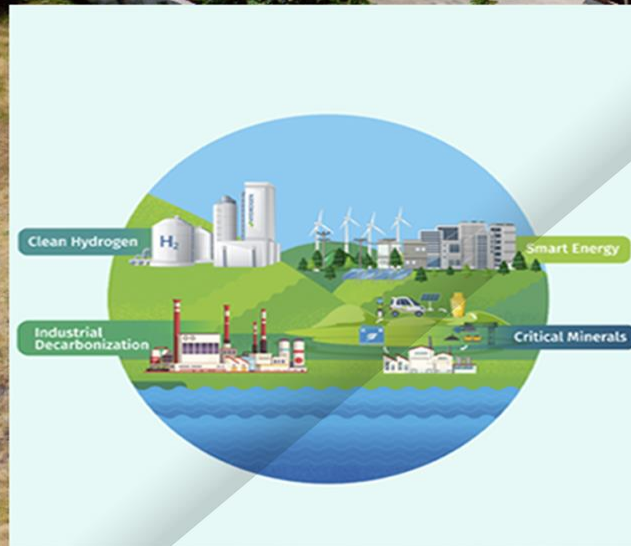 Clean Hydrogen
H₂
Smart Energy
Industrial
Decarbonization
Critical Minerals